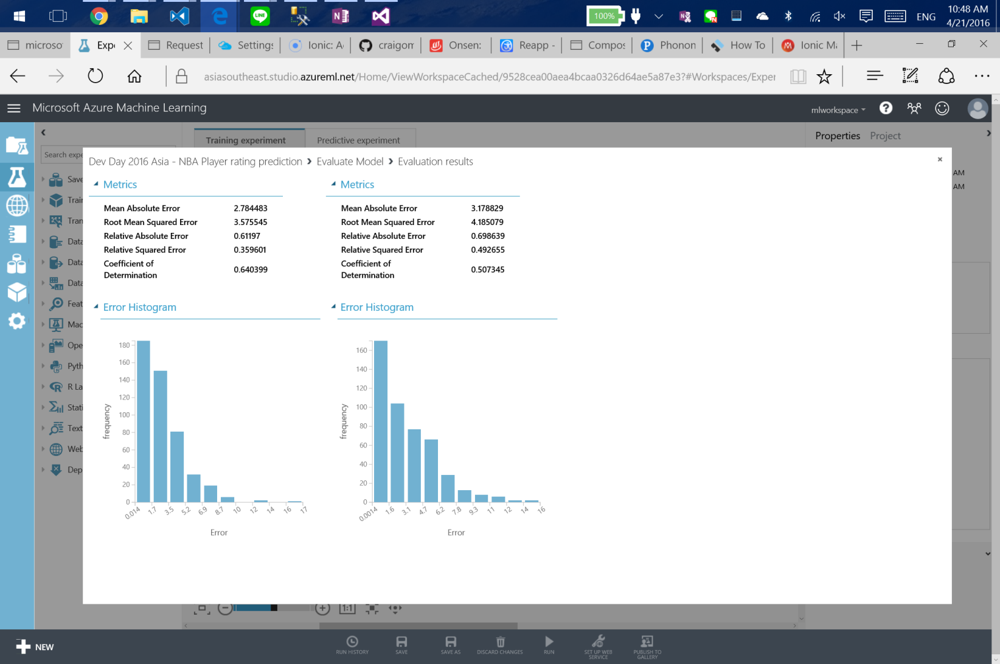 100%
ENG
10:48 AM
4/21/2016
LINE
microso
Expe
Request
Settings
Ionic: A
craigom
Onsen:
Reapp -
Compos
Phonon
How To
Ionic Ma
asiasoutheast.studio.azureml.net/Home/ViewWorkspaceCached/9528cea00aea4bcaa0326d64ae5a87e3?#Workspaces/Exper
Microsoft Azure Machine Learning
mlworkspace
Training experiment
Predictive experiment
Properties
Project
Search expe
AM
AM
Save
Trai
Tran
Data
Data
Data
Feat
Mac
Ope
Pyth
R La
Stati
Text
Web
Dep
Dev Day 2016 Asia - NBA Player rating prediction > Evaluate Model > Evaluation results
Metrics
Mean Absolute Error 2.784483
Root Mean Squared Error 3.575545
Relative Absolute Error 0.61197
Relative Squared Error 0.359601
Coefficient of
Determination 0.640399
Metrics
Mean Absolute Error 3.178829
Root Mean Squared Error 4.185079
Relative Absolute Error 0.698639
Relative Squared Error 0.492655
Coefficient of
Determination 0.507345
Error Histogram
180
160
140
120
100
80
60
40
20
0
frequency
0.014 1.7 3.5 5.2 6.9 8.7 10 12 14 16 17
Error
Error Histogram
160
140
120
100
80
60
40
20
0
frequency
0.0014 1.6 3.1 4.7 6.2 7.8 9.3 11 12 14 16
Error
1:1
NEW
RUN HISTORY
SAVE
SAVE AS
DISCARD CHANGES
RUN
SET UP WEB
SERVICE
PUBLISH TO
GALLERY